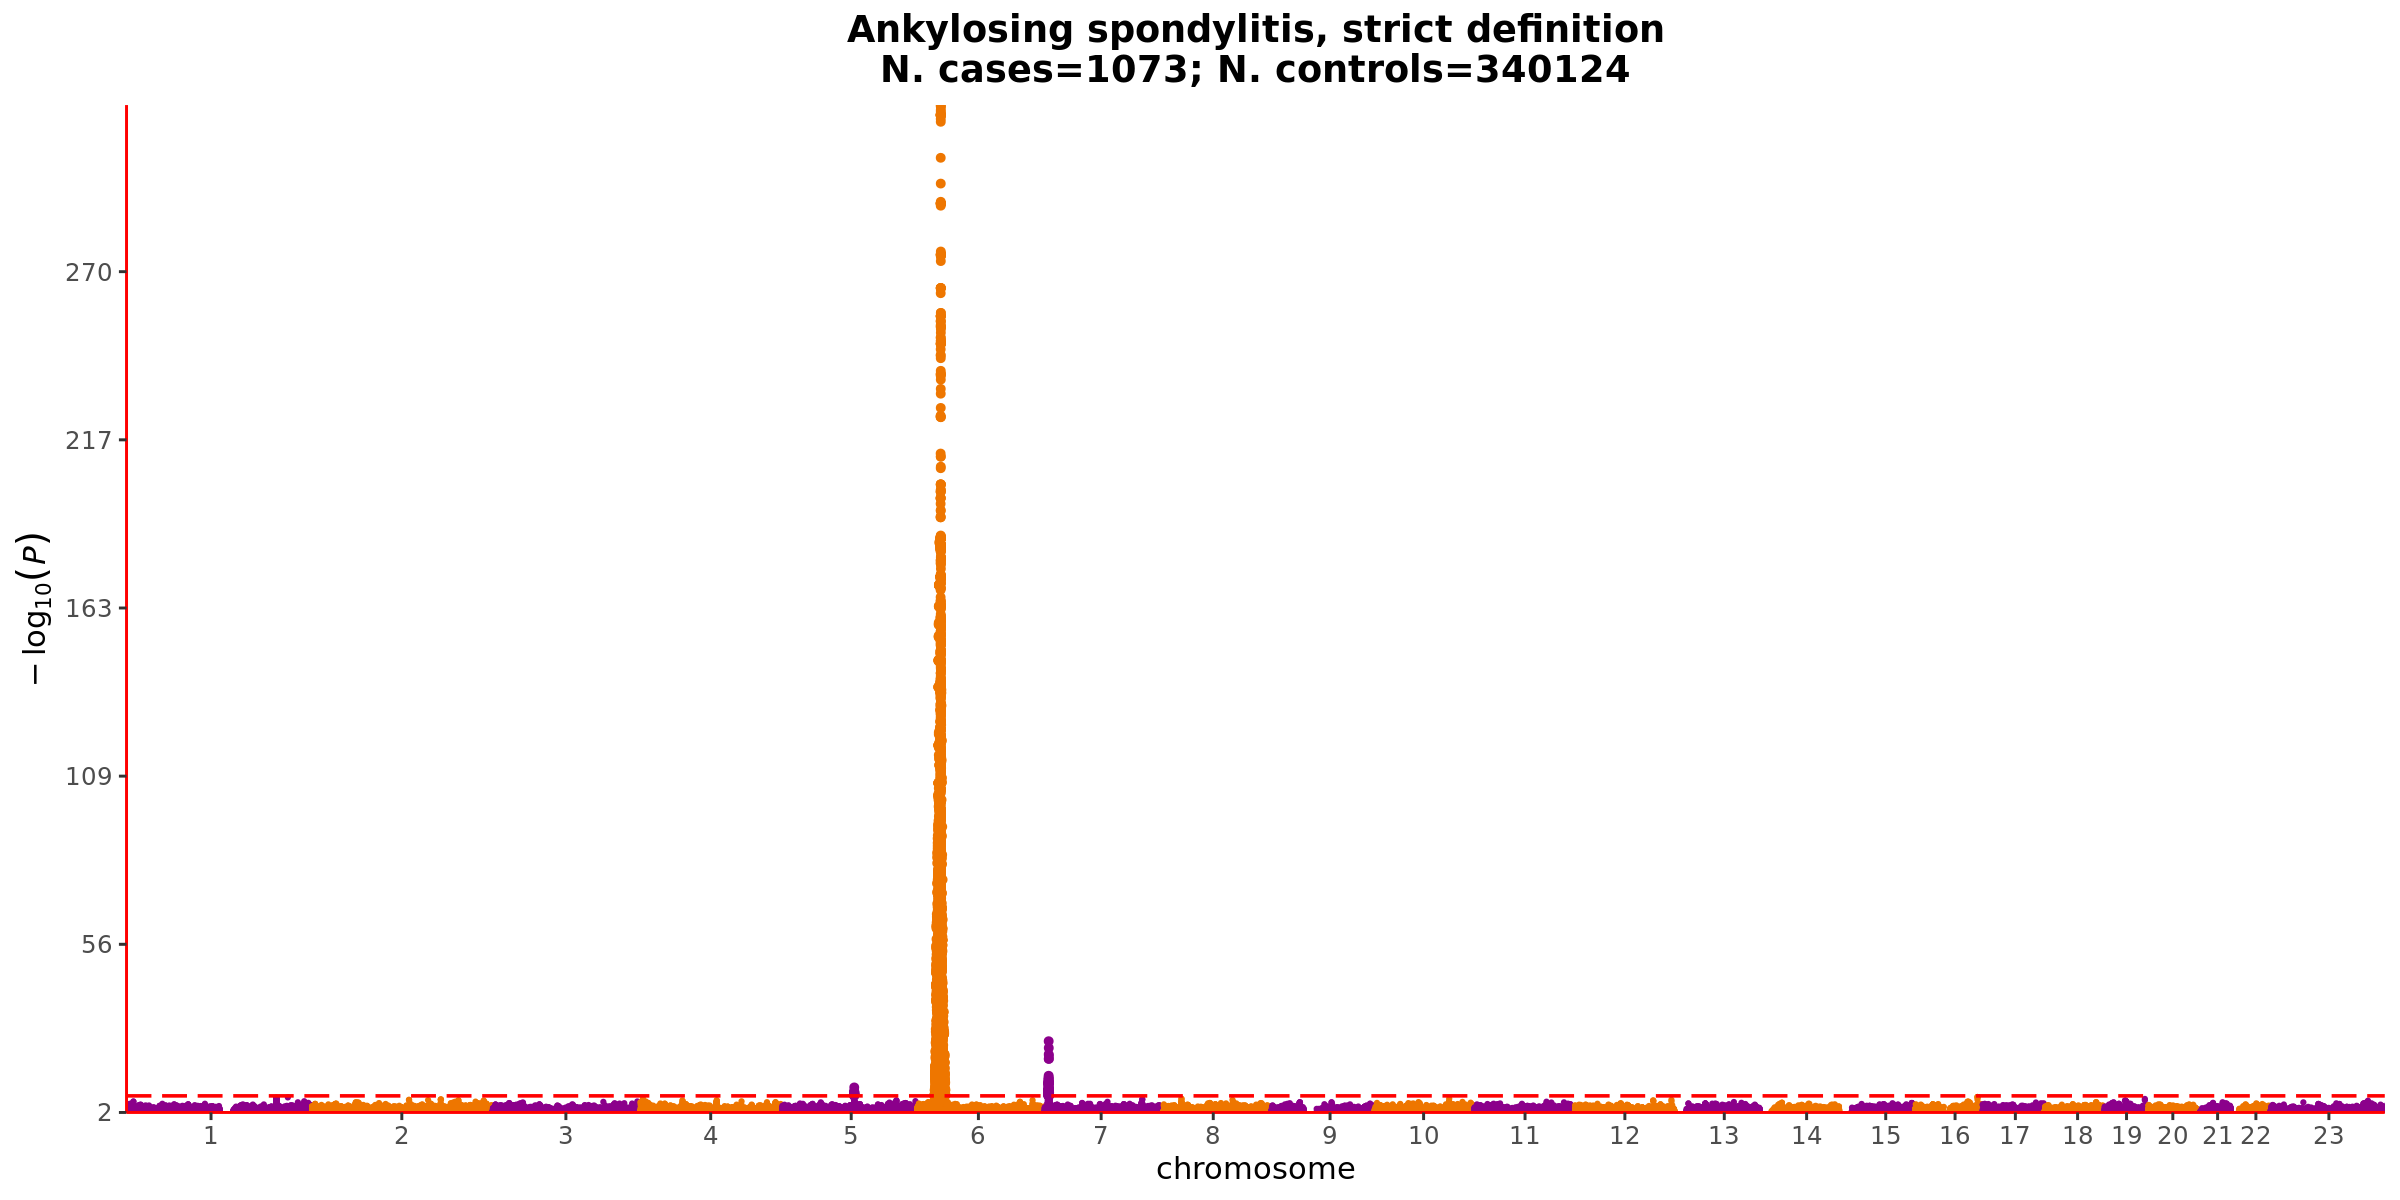 Ankylosing spondylitis, strict definition
N. cases=1073; N. controls=340124
−log10(P)
270
217
163
109
56
2
1 2 3 4 5 6 7 8 9 10 11 12 13 14 15 16 17 18 19 20 21 22 23
chromosome